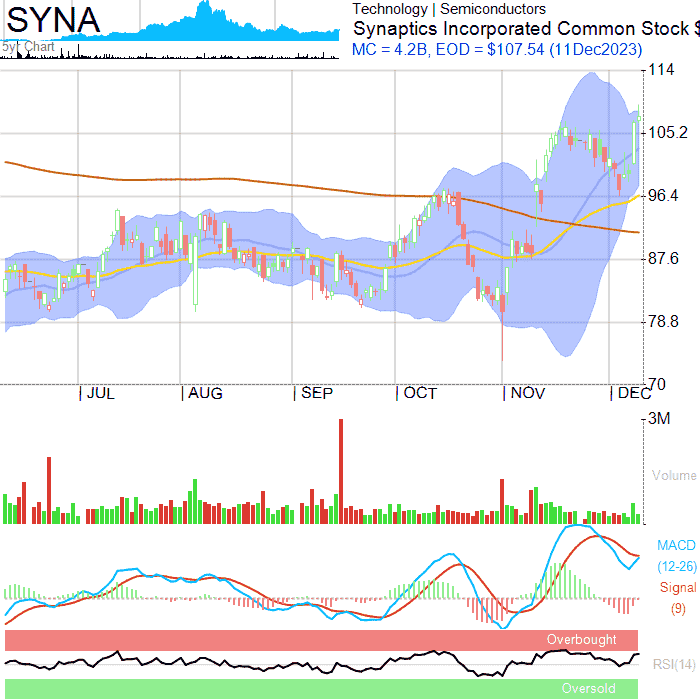 SYNA
5yr Chart
Technology | Semiconductors
Synaptics Incorporated Common Stock $
MC = 4.2B, EOD = $107.54 (11Dec2023)
114
105.2
96.4
87.6
78.8
70
JUL
AUG
SEP
OCT
NOV
DEC
3M
Volume
MACD
(12-26)
Signal
(9)
Overbought
RSI(14)
Oversold